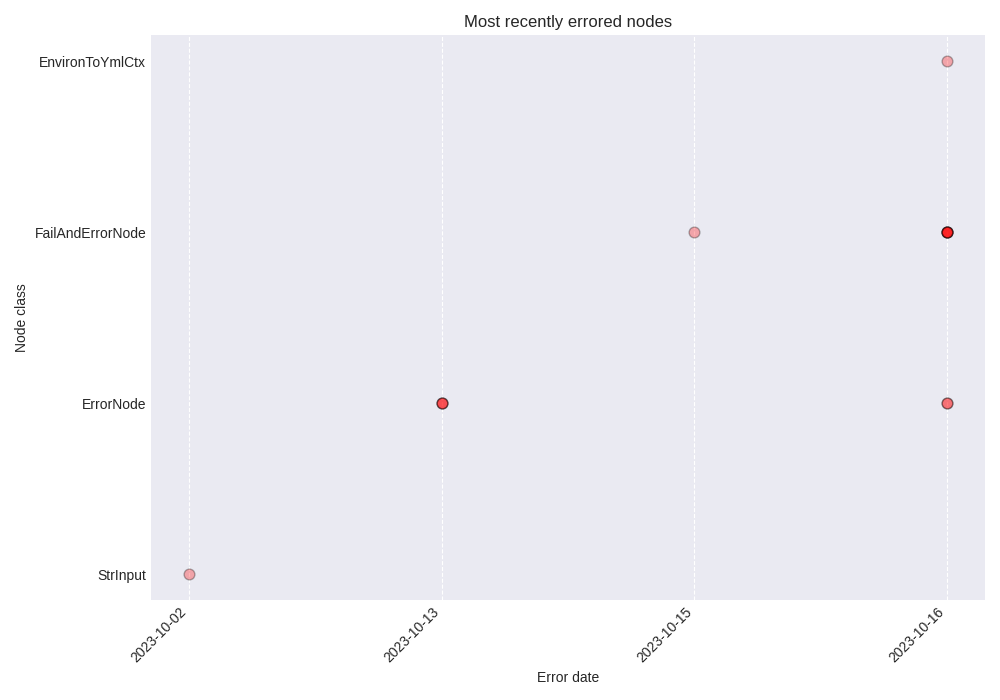 Most recently errored nodes
EnvironToYmlCtx
FailAndErrorNode
ErrorNode
StrInput
Node class
2023-10-02
2023-10-13
2023-10-15
2023-10-16
Error date